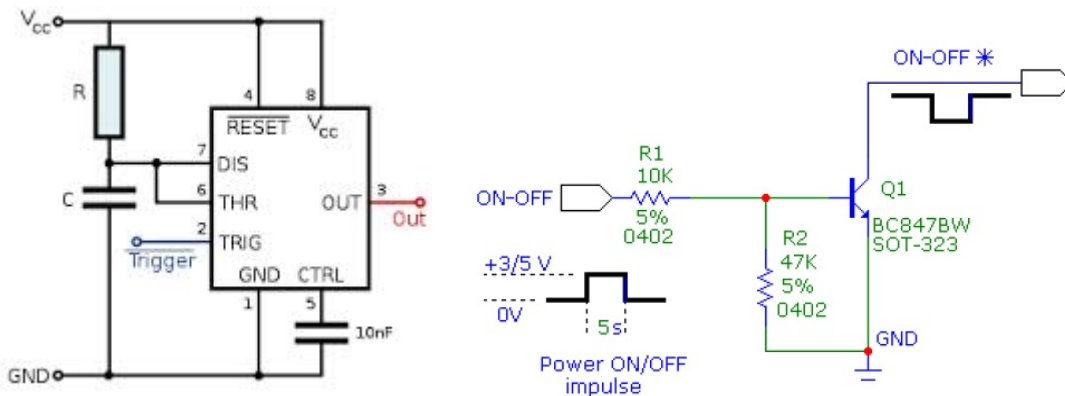 Vcc
R
C
GND
4
8
RESET
Vcc
7
DIS
6
THR
2
TRIG
Trigger
OUT
3
Out
GND
CTRL
1
5
10nF
ON-OFF *
R1
10K
ON-OFF
5%
0402
Q1
BC847BW
SOT-323
R2
47K
5%
0402
+3/5 V
0V
5s
GND
Power ON/OFF
impulse